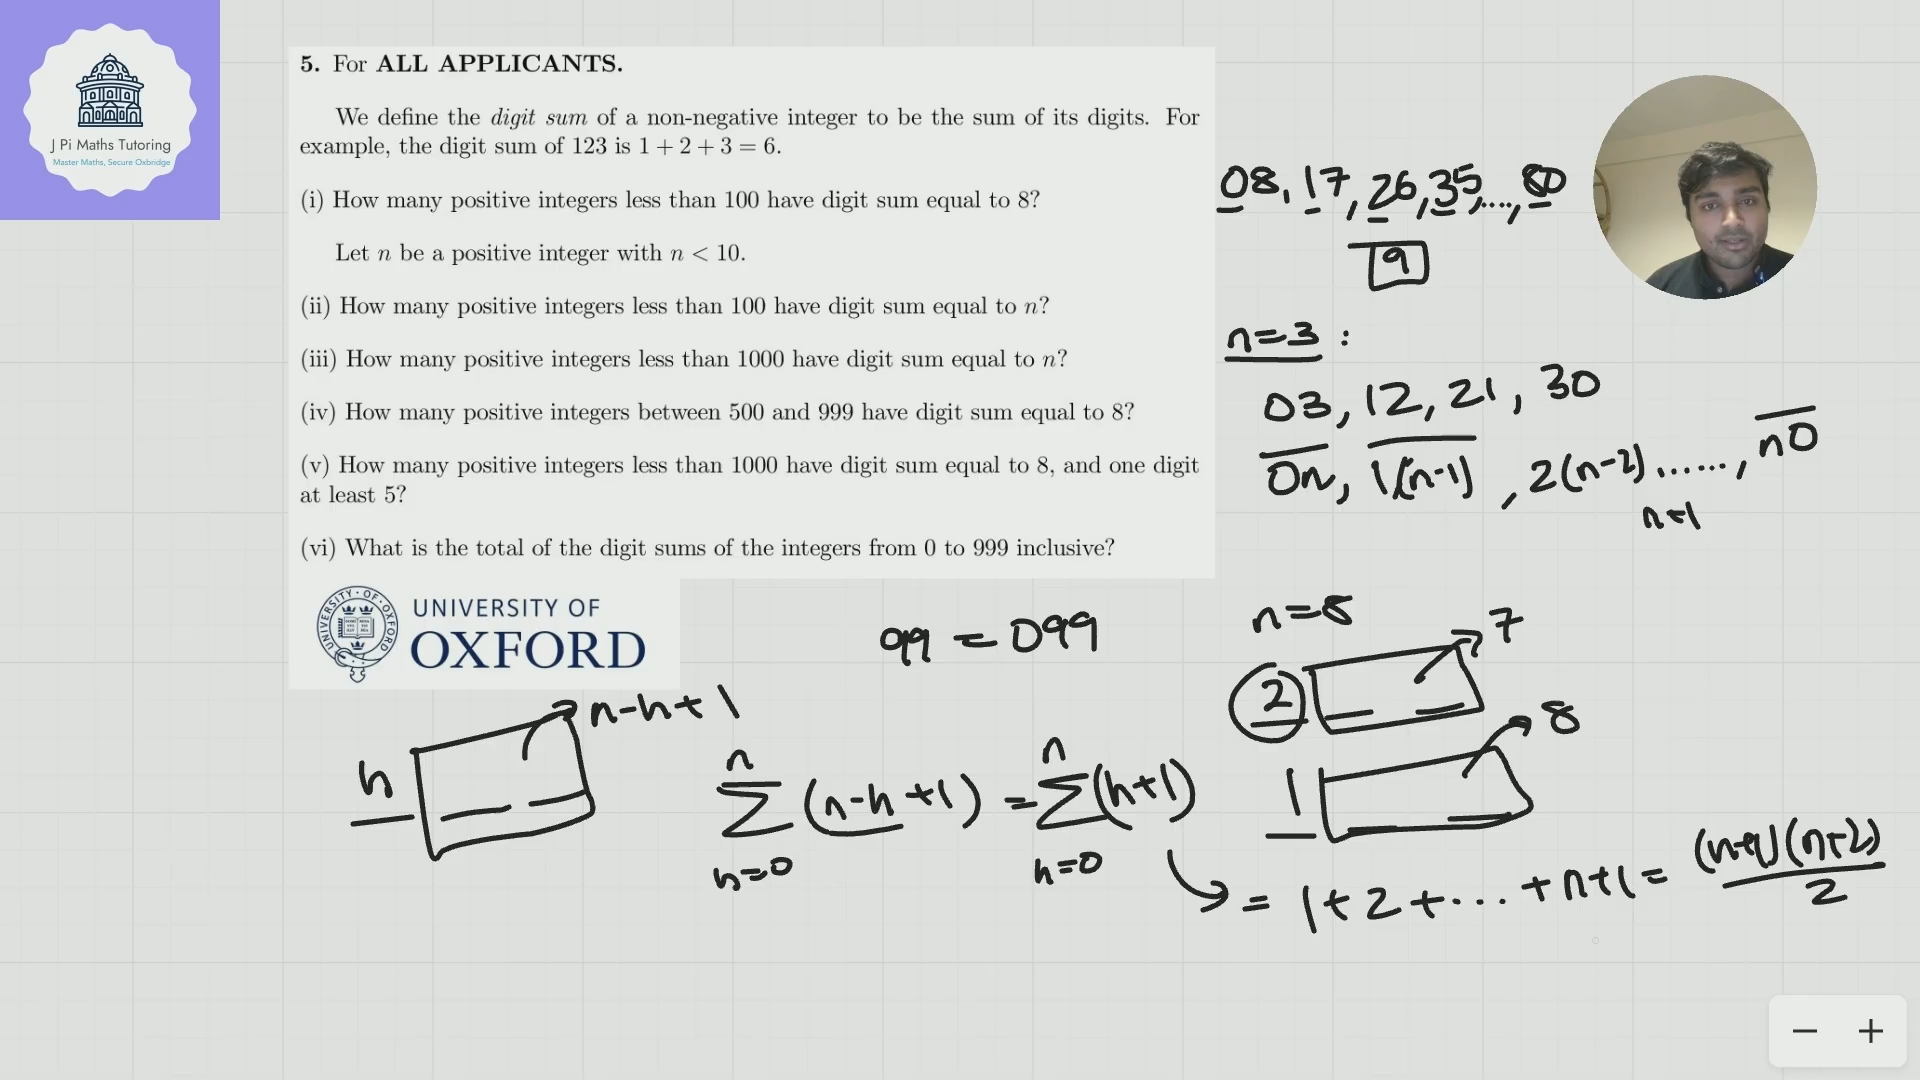 J Pi Maths Tutoring
Master Maths, Secure Oxbridge
5. For ALL APPLICANTS.
We define the digit sum of a non-negative integer to be the sum of its digits. For
example, the digit sum of 123 is 1 + 2 + 3 = 6.
(i) How many positive integers less than 100 have digit sum equal to 8?
Let n be a positive integer with n < 10.
(ii) How many positive integers less than 100 have digit sum equal to n?
(iii) How many positive integers less than 1000 have digit sum equal to n?
(iv) How many positive integers between 500 and 999 have digit sum equal to 8?
(v) How many positive integers less than 1000 have digit sum equal to 8, and one digit
at least 5?
(vi) What is the total of the digit sums of the integers from 0 to 999 inclusive?
UNIVERSITY OF
OXFORD
08, 17, 26, 35, ...., 80
9
n=3 :
03, 12, 21, 30
0n, 1(n-1), 2(n-2) ......, n0
n+1
99 = 099
n=8
2 7
1 8
h n-h+1
n ∑ h=0 (n-h+1) = n ∑ h=0 (h+1)
= 1+2+...+n+1 = (n+1)(n+2)/2